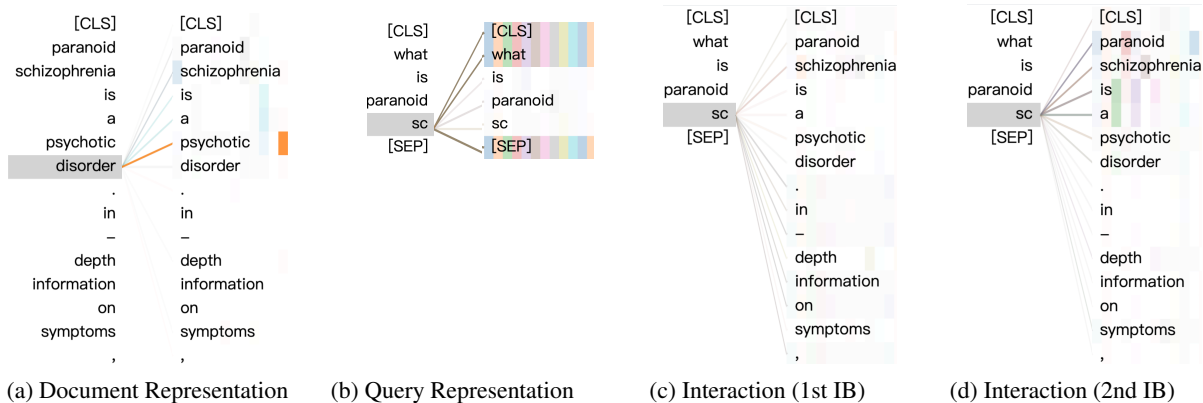 [CLS] [CLS]
paranoid paranoid
schizophrenia schizophrenia
is is
a a
psychotic psychotic
disorder disorder
. .
in in
– –
depth depth
information information
on on
symptoms symptoms
, ,
(a) Document Representation
[CLS] [CLS]
what what
is is
paranoid paranoid
sc sc
[SEP] [SEP]
(b) Query Representation
[CLS] [CLS]
what paranoid
is schizophrenia
paranoid is
sc a
[SEP] psychotic
disorder
.
in
–
depth
information
on
symptoms
,
(c) Interaction (1st IB)
[CLS] [CLS]
what paranoid
is schizophrenia
paranoid is
sc a
[SEP] psychotic
disorder
.
in
–
depth
information
on
symptoms
,
(d) Interaction (2nd IB)